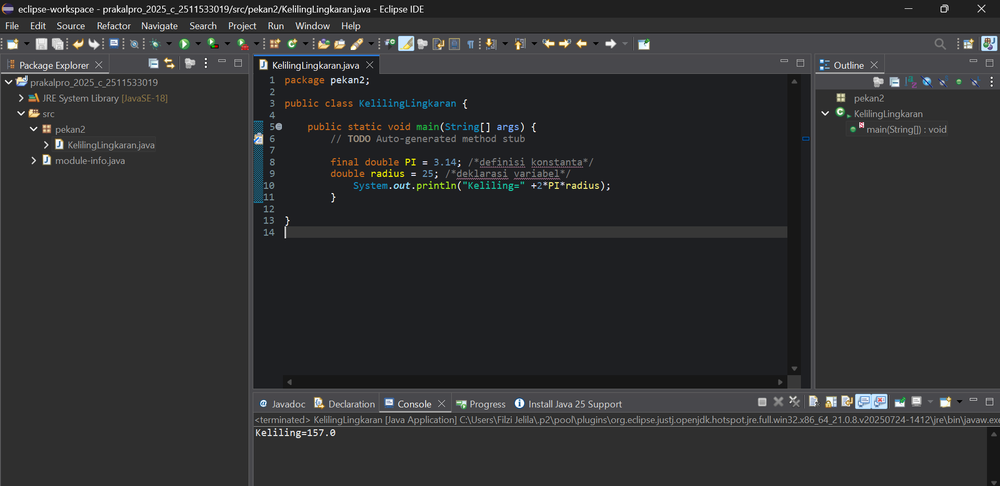 eclipse-workspace - prakalpro_2025_c_2511533019/src/pekan2/KelilingLingkaran.java - Eclipse IDE
File Edit Source Refactor Navigate Search Project Run Window Help
Package Explorer
prakalpro_2025_c_2511533019
JRE System Library [JavaSE-18]
src
pekan2
KelilingLingkaran.java
module-info.java
KelilingLingkaran.java
1 package pekan2;
2
3 public class KelilingLingkaran {
4
5 public static void main(String[] args) {
6 // TODO Auto-generated method stub
7
8 final double PI = 3.14; /*definisi konstanta*/
9 double radius = 25; /*deklarasi variabel*/
10 System.out.println("Keliling=" +2*PI*radius);
11 }
12
13 }
14
Outline
pekan2
KelilingLingkaran
main(String[]) : void
Javadoc Declaration Console Progress Install Java 25 Support
<terminated> KelilingLingkaran [Java Application] C:\Users\Filzi Jelila\.p2\pool\plugins\org.eclipse.justj.openjdk.hotspot.jre.full.win32.x86_64_21.0.8.v20250724-1412\jre\bin\javaw.exe
Keliling=157.0